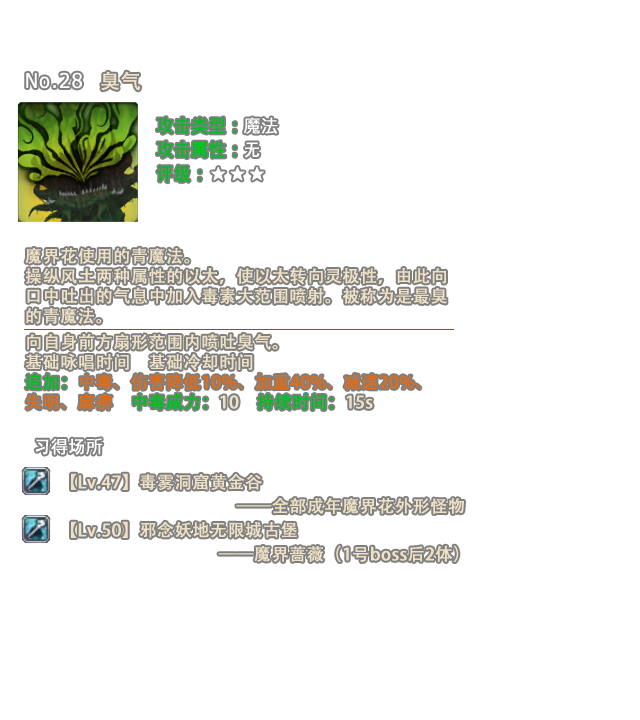 No.28 臭气
攻击类型：魔法
攻击属性：无
评级：☆☆☆
魔界花使用的青魔法。
操纵风土两种属性的以太，使以太转向灵极性，由此向
口中吐出的气息中加入毒素大范围喷射。被称为是最臭
的青魔法。
向自身前方扇形范围内喷吐臭气。
基础咏唱时间 基础冷却时间
追加：中毒、伤害降低10%、加重40%、减速20%、
失明、麻痹 中毒威力：10 持续时间：15s
习得场所
【Lv.47】毒雾洞窟黄金谷
——全部成年魔界花外形怪物
【Lv.50】邪念妖地无限城古堡
——魔界蔷薇（1号boss后2体）